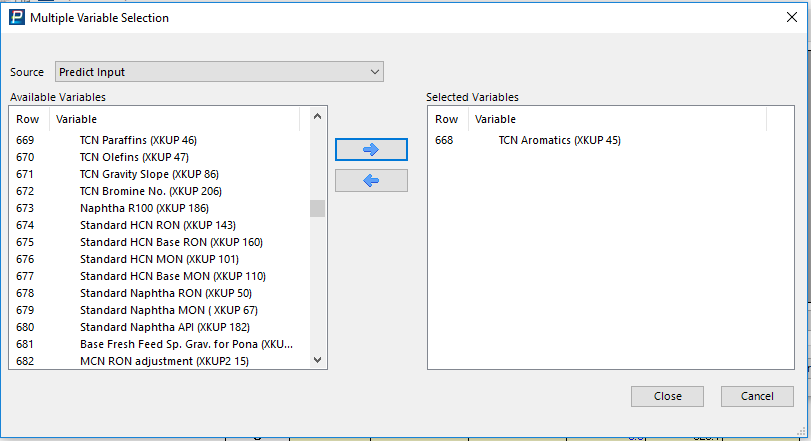 Multiple Variable Selection
Source Predict Input
Available Variables
Row Variable
669 TCN Paraffins (XKUP 46)
670 TCN Olefins (XKUP 47)
671 TCN Gravity Slope (XKUP 86)
672 TCN Bromine No. (XKUP 206)
673 Naphtha R100 (XKUP 186)
674 Standard HCN RON (XKUP 143)
675 Standard HCN Base RON (XKUP 160)
676 Standard HCN MON (XKUP 101)
677 Standard HCN Base MON (XKUP 110)
678 Standard Naphtha RON (XKUP 50)
679 Standard Naphtha MON ( XKUP 67)
680 Standard Naphtha API (XKUP 182)
681 Base Fresh Feed Sp. Grav. for Pona (XKU...
682 MCN RON adjustment (XKUP2 15)
Selected Variables
Row Variable
668 TCN Aromatics (XKUP 45)
Close Cancel